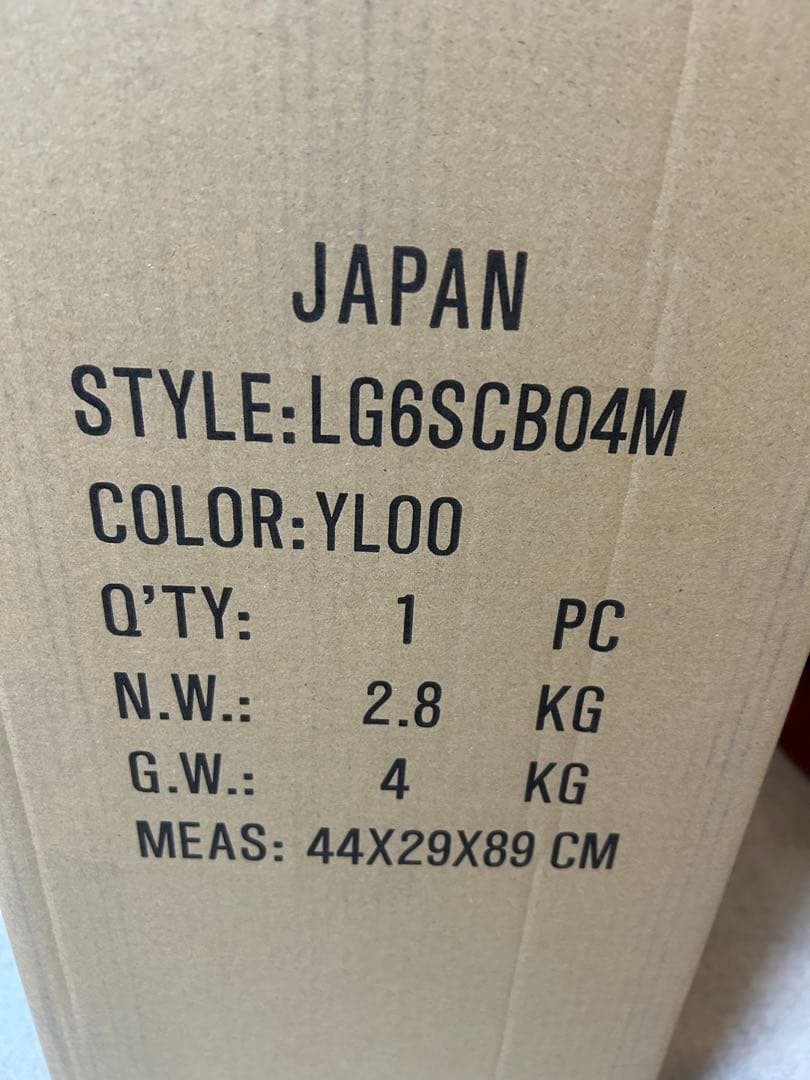 JAPAN
STYLE:LG6SCB04M
COLOR:YL00
Q'TY: 1 PC
N.W.: 2.8 KG
G.W.: 4 KG
MEAS: 44X29X89 CM